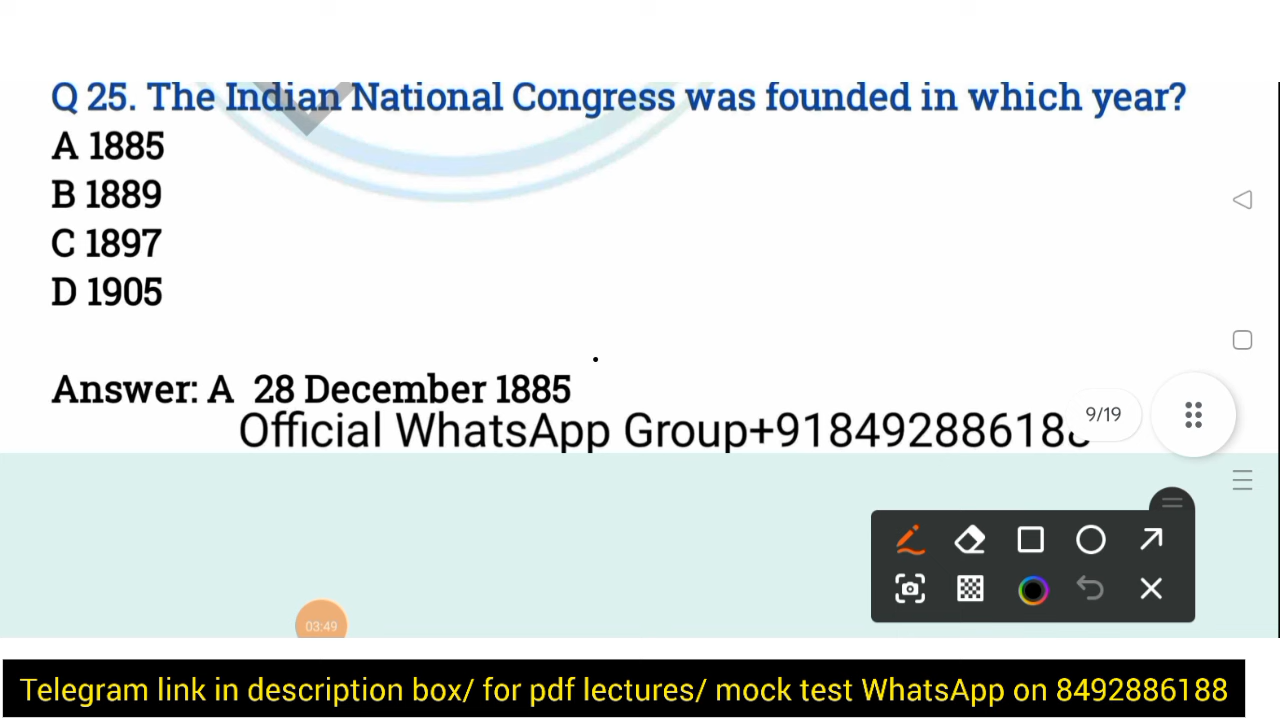 Q 25. The Indian National Congress was founded in which year?
A 1885
B 1889
C 1897
D 1905
Answer: A 28 December 1885
Official WhatsApp Group+918492886188
9/19
03:49
Telegram link in description box/ for pdf lectures/ mock test WhatsApp on 8492886188